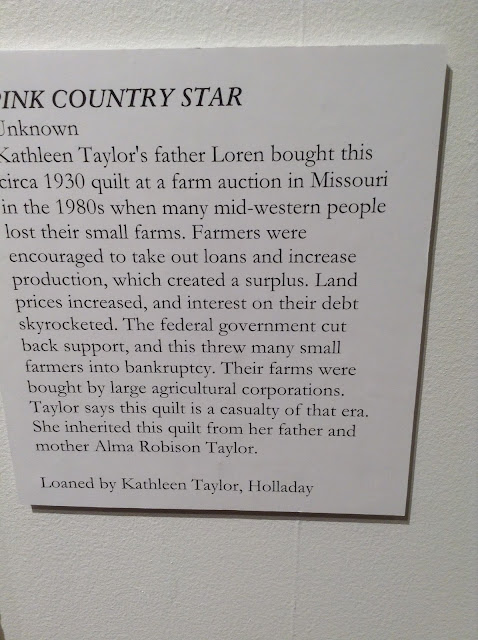 PINK COUNTRY STAR
Unknown
Kathleen Taylor's father Loren bought this
circa 1930 quilt at a farm auction in Missouri
in the 1980s when many mid-western people
lost their small farms. Farmers were
encouraged to take out loans and increase
production, which created a surplus. Land
prices increased, and interest on their debt
skyrocketed. The federal government cut
back support, and this threw many small
farmers into bankruptcy. Their farms were
bought by large agricultural corporations.
Taylor says this quilt is a casualty of that era.
She inherited this quilt from her father and
mother Alma Robison Taylor.
Loaned by Kathleen Taylor, Holladay